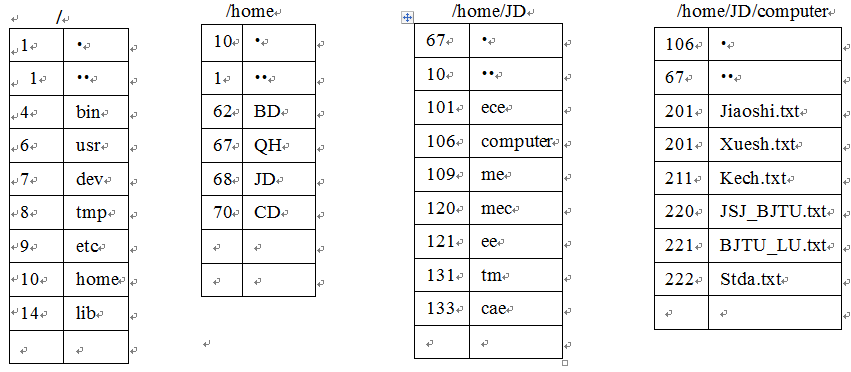 /
1 •
1 ••
4 bin
6 usr
7 dev
8 tmp
9 etc
10 home
14 lib
/home
10 •
1 ••
62 BD
67 QH
68 JD
70 CD
/home/JD
67 •
10 ••
101 ece
106 computer
109 me
120 mec
121 ee
131 tm
133 cae
/home/JD/computer
106 •
67 ••
201 Jiaoshi.txt
201 Xuesh.txt
211 Kech.txt
220 JSJ_BJTU.txt
221 BJTU_LU.txt
222 Stda.txt